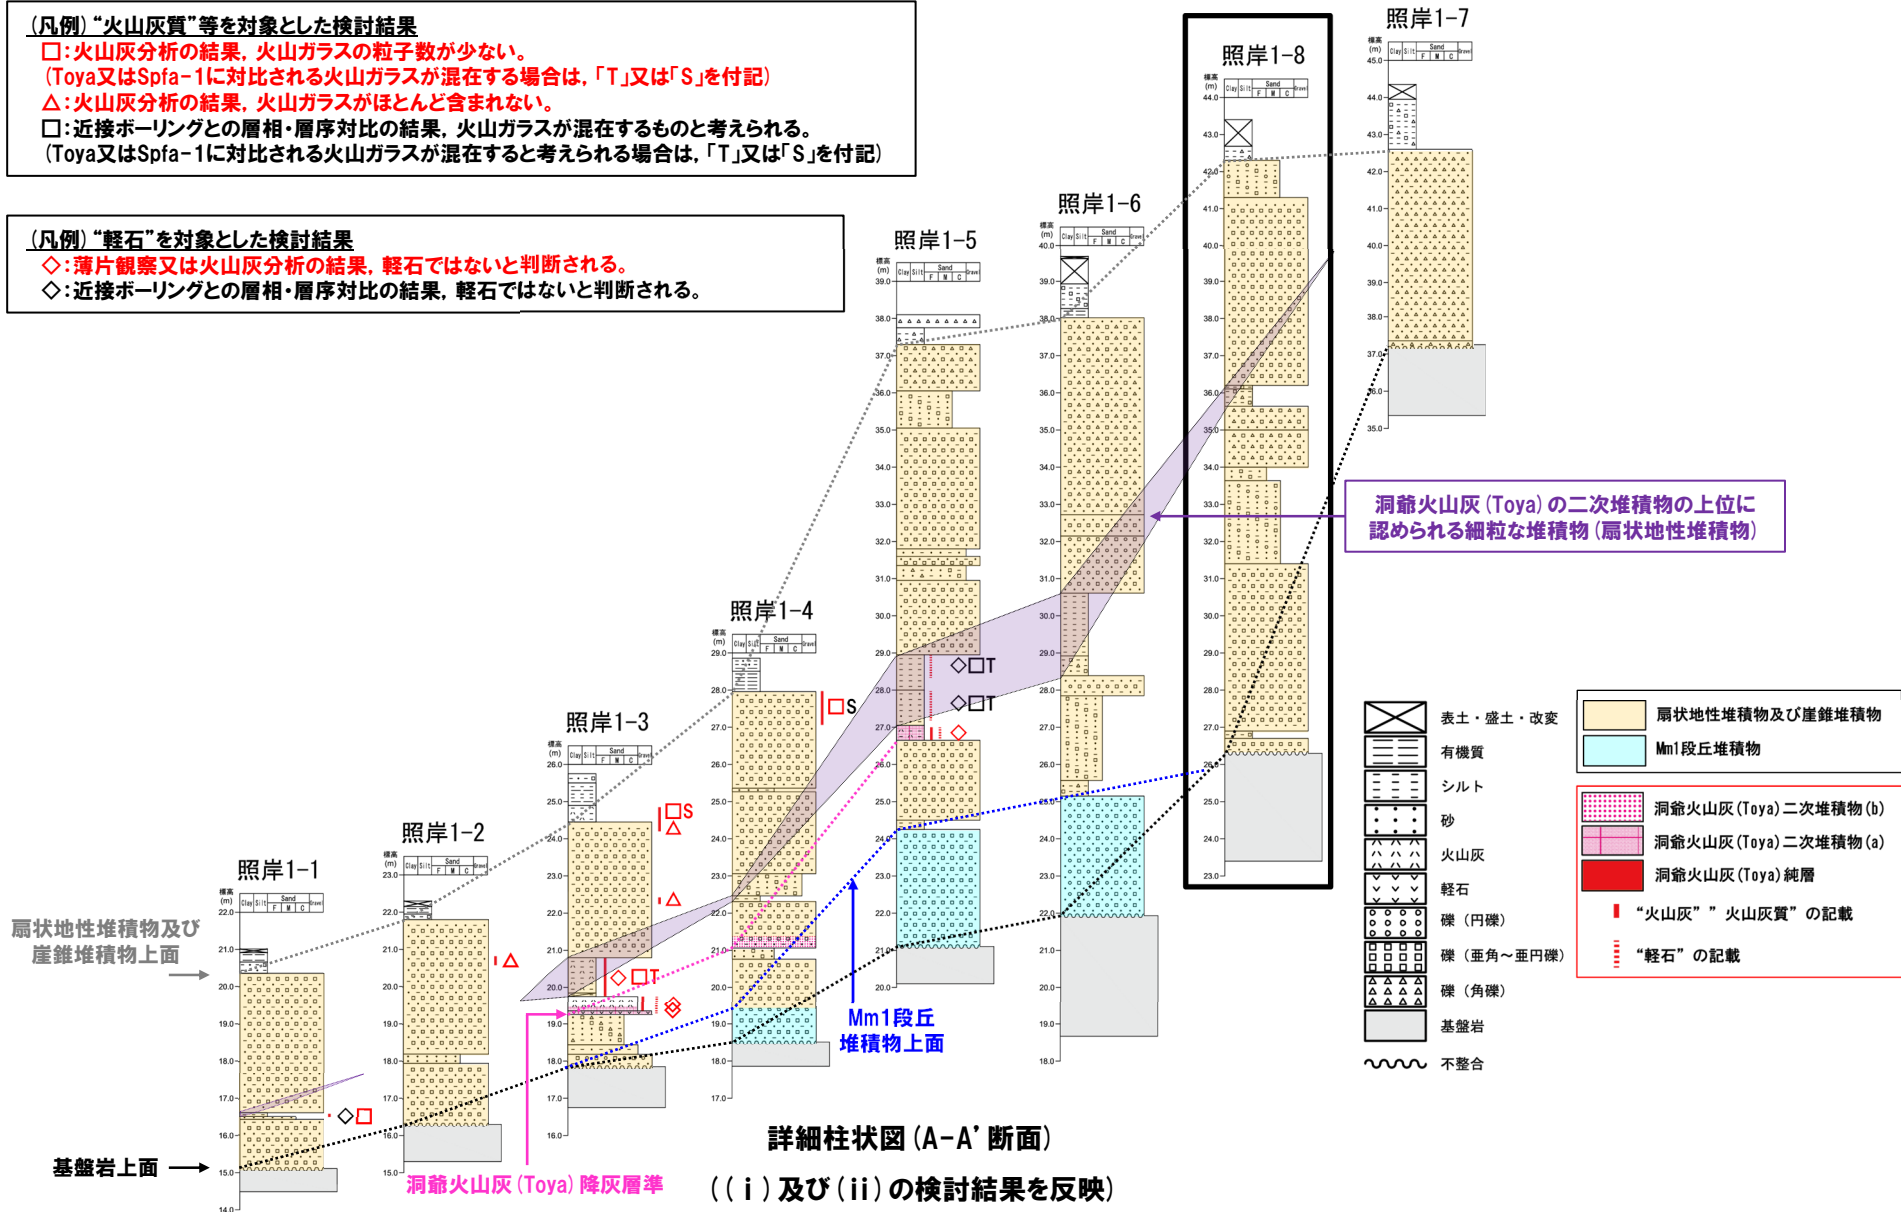 (凡例)“火山灰質”等を対象とした検討結果
□:火山灰分析の結果，火山ガラスの粒子数が少ない。
(Toya又はSpfa-1に対比される火山ガラスが混在する場合は，「T」又は「S」を付記)
△:火山灰分析の結果，火山ガラスがほとんど含まれない。
□:近接ボーリングとの層相・層序対比の結果，火山ガラスが混在するものと考えられる。
(Toya又はSpfa-1に対比される火山ガラスが混在すると考えられる場合は，「T」又は「S」を付記)
(凡例)“軽石”を対象とした検討結果
◇:薄片観察又は火山灰分析の結果，軽石ではないと判断される。
◇:近接ボーリングとの層相・層序対比の結果，軽石ではないと判断される。
照岸1-7
照岸1-8
照岸1-6
照岸1-5
照岸1-4
照岸1-3
照岸1-2
照岸1-1
標高
(m)
Clay Silt Sand Gravel
F M C
◇□T
◇□T
◇
□S
□S
△
△
◇□T
△
◇□
洞爺火山灰(Toya)の二次堆積物の上位に
認められる細粒な堆積物(扇状地性堆積物)
扇状地性堆積物及び
崖錐堆積物上面
基盤岩上面
洞爺火山灰(Toya)降灰層準
Mm1段丘
堆積物上面
表土・盛土・改変
有機質
シルト
砂
火山灰
軽石
礫(円礫)
礫(亜角～亜円礫)
礫(角礫)
基盤岩
不整合
扇状地性堆積物及び崖錐堆積物
Mm1段丘堆積物
洞爺火山灰(Toya)二次堆積物(b)
洞爺火山灰(Toya)二次堆積物(a)
洞爺火山灰(Toya)純層
“火山灰”” 火山灰質”の記載
“軽石”の記載
詳細柱状図(A-A’断面)
((ⅰ)及び(ⅱ)の検討結果を反映)